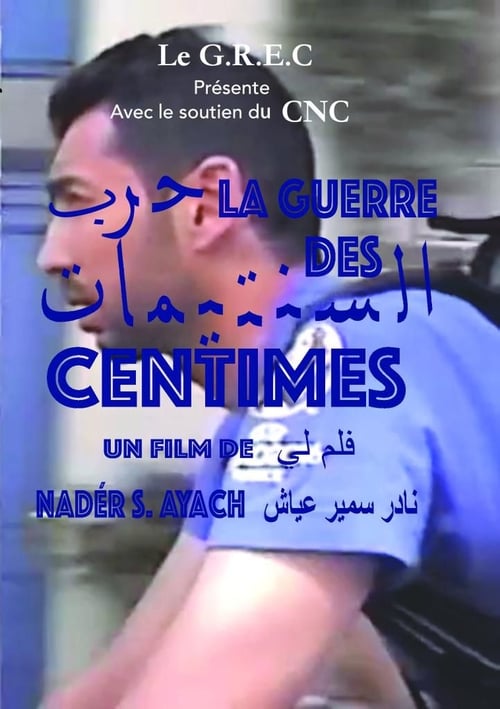 Le G.R.E.C
Présente
Avec le soutien du CNC
حرب LA GUERRE
DES
السنتيمات
CENTIMES
UN FILM DE فلم لي
NADÉR S. AYACH نادر سمير عياش